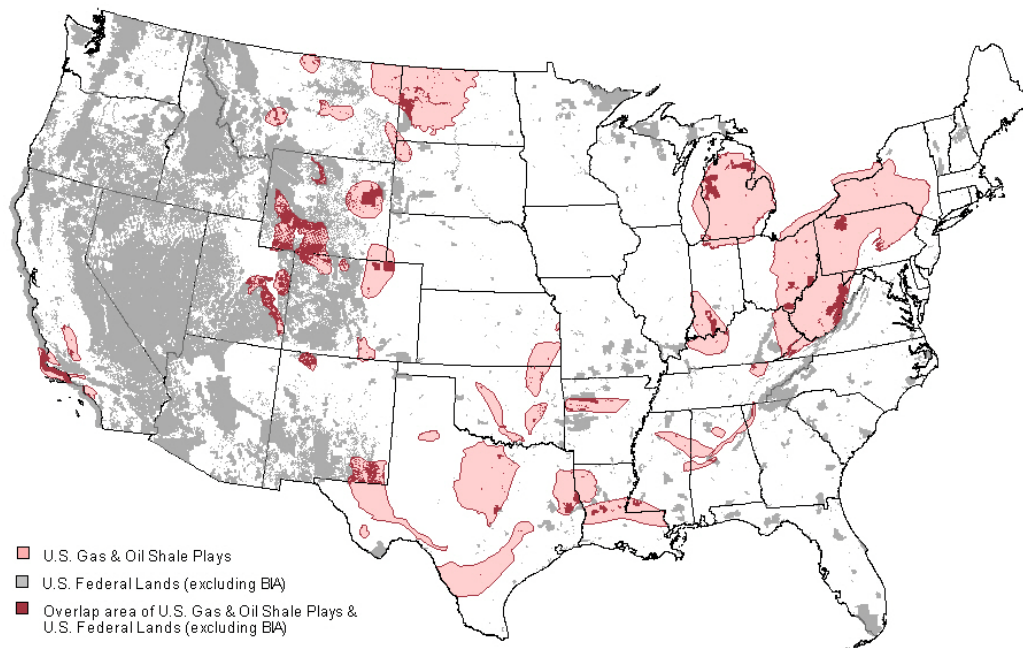 U.S. Gas & Oil Shale Plays
U.S. Federal Lands (excluding BIA)
Overlap area of U.S. Gas & Oil Shale Plays &
U.S. Federal Lands (excluding BIA)